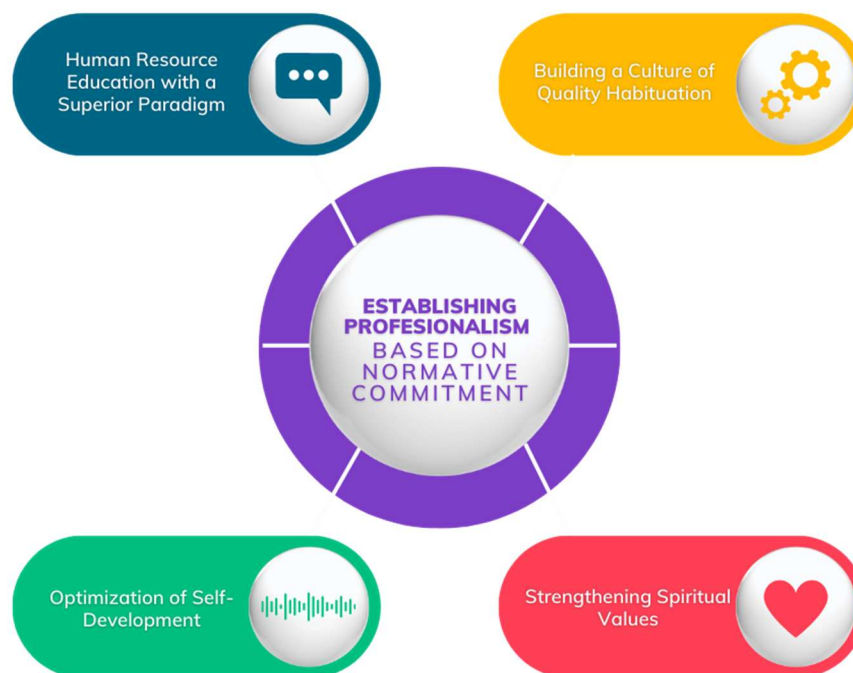 Human Resource
Education with a
Superior Paradigm
Building a Culture of
Quality Habituation
ESTABLISHING
PROFESIONALISM
BASED ON
NORMATIVE
COMMITMENT
Optimization of Self-
Development
Strengthening Spiritual
Values